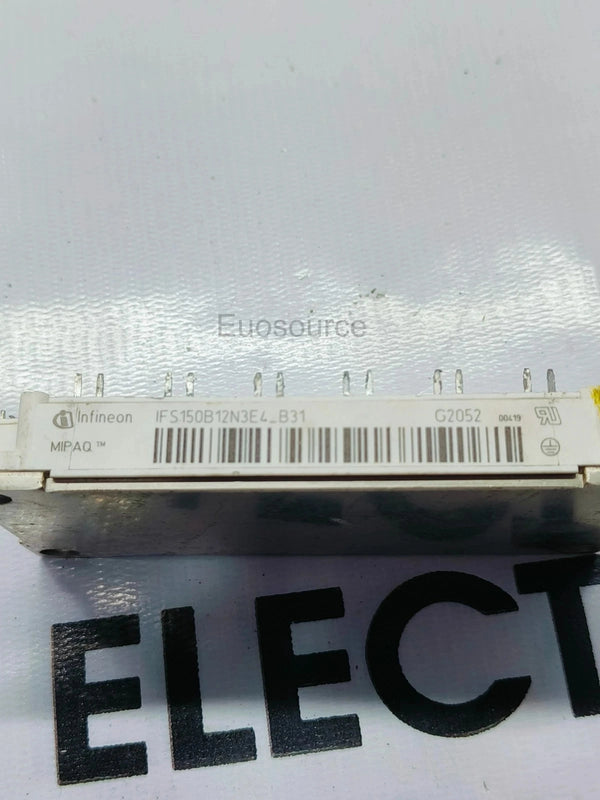 Euosource
Infineon IFS150B12N3E4_B31 G2052 00419
MIPAQ™
ELECT